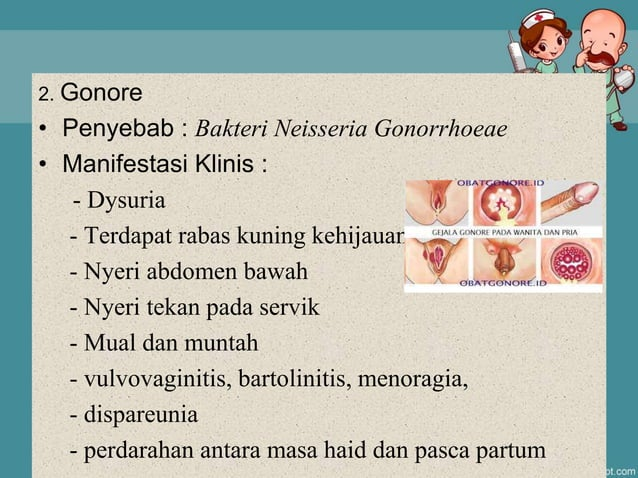 2. Gonore
• Penyebab : Bakteri Neisseria Gonorrhoeae
• Manifestasi Klinis :
- Dysuria
- Terdapat rabas kuning kehijauan
- Nyeri abdomen bawah
- Nyeri tekan pada servik
- Mual dan muntah
- vulvovaginitis, bartolinitis, menoragia,
- dispareunia
- perdarahan antara masa haid dan pasca partum
OBATGONORE.ID
GEJALA GONORE PADA WANITA DAN PRIA
OBATGONORE.ID
pt.com